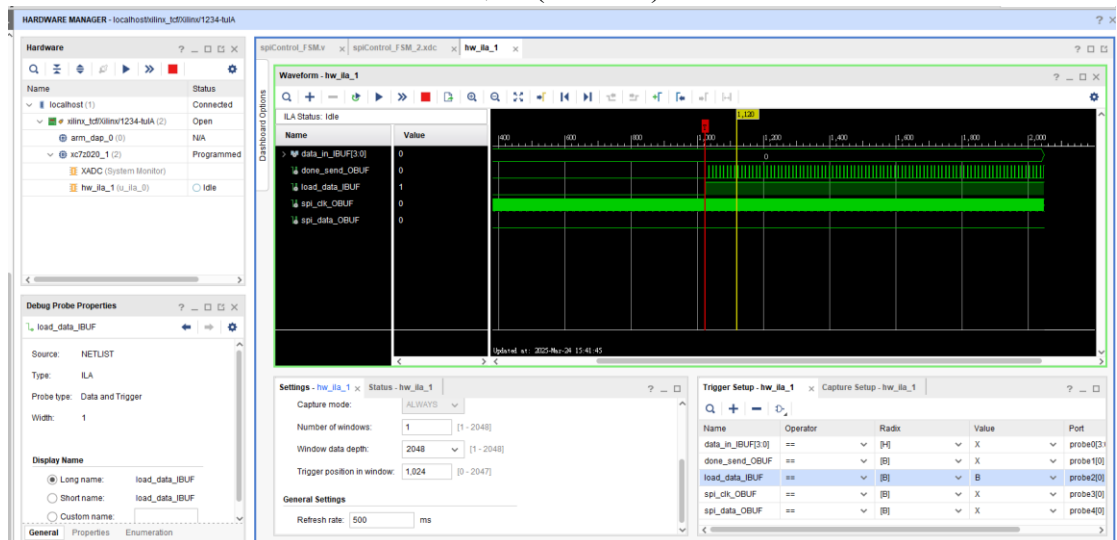 HARDWARE MANAGER - localhost/xilinx_tcf/Xilinx/1234-tulA
Hardware
Name Status
localhost (1) Connected
xilinx_tcf/Xilinx/1234-tulA (2) Open
arm_dap_0 (0) N/A
xc7z020_1 (2) Programmed
XADC (System Monitor)
hw_ila_1 (u_ila_0) Idle
Debug Probe Properties
load_data_IBUF
Source: NETLIST
Type: ILA
Probe type: Data and Trigger
Width: 1
Display Name
Long name: load_data_IBUF
Short name: load_data_IBUF
Custom name:
General Properties Enumeration
spiControl_FSM.v spiControl_FSM_2.xdc hw_ila_1
Dashboard Options
Waveform - hw_ila_1
ILA Status: Idle
Name Value
data_in_IBUF[3:0] 0
done_send_OBUF 0
load_data_IBUF 1
spi_clk_OBUF 0
spi_data_OBUF 0
1,120
400 600 800 1,000 1,200 1,400 1,600 1,800 2,000
0
Updated at: 2025-Mar-24 15:41:45
Settings - hw_ila_1 Status - hw_ila_1
Capture mode: ALWAYS
Number of windows: 1 [1 - 2048]
Window data depth: 2048 [1 - 2048]
Trigger position in window: 1,024 [0 - 2047]
General Settings
Refresh rate: 500 ms
Trigger Setup - hw_ila_1 Capture Setup - hw_ila_1
Name Operator Radix Value Port
data_in_IBUF[3:0] == [H] X probe0[3:
done_send_OBUF == [B] X probe1[0]
load_data_IBUF == [B] B probe2[0]
spi_clk_OBUF == [B] X probe3[0]
spi_data_OBUF == [B] X probe4[0]